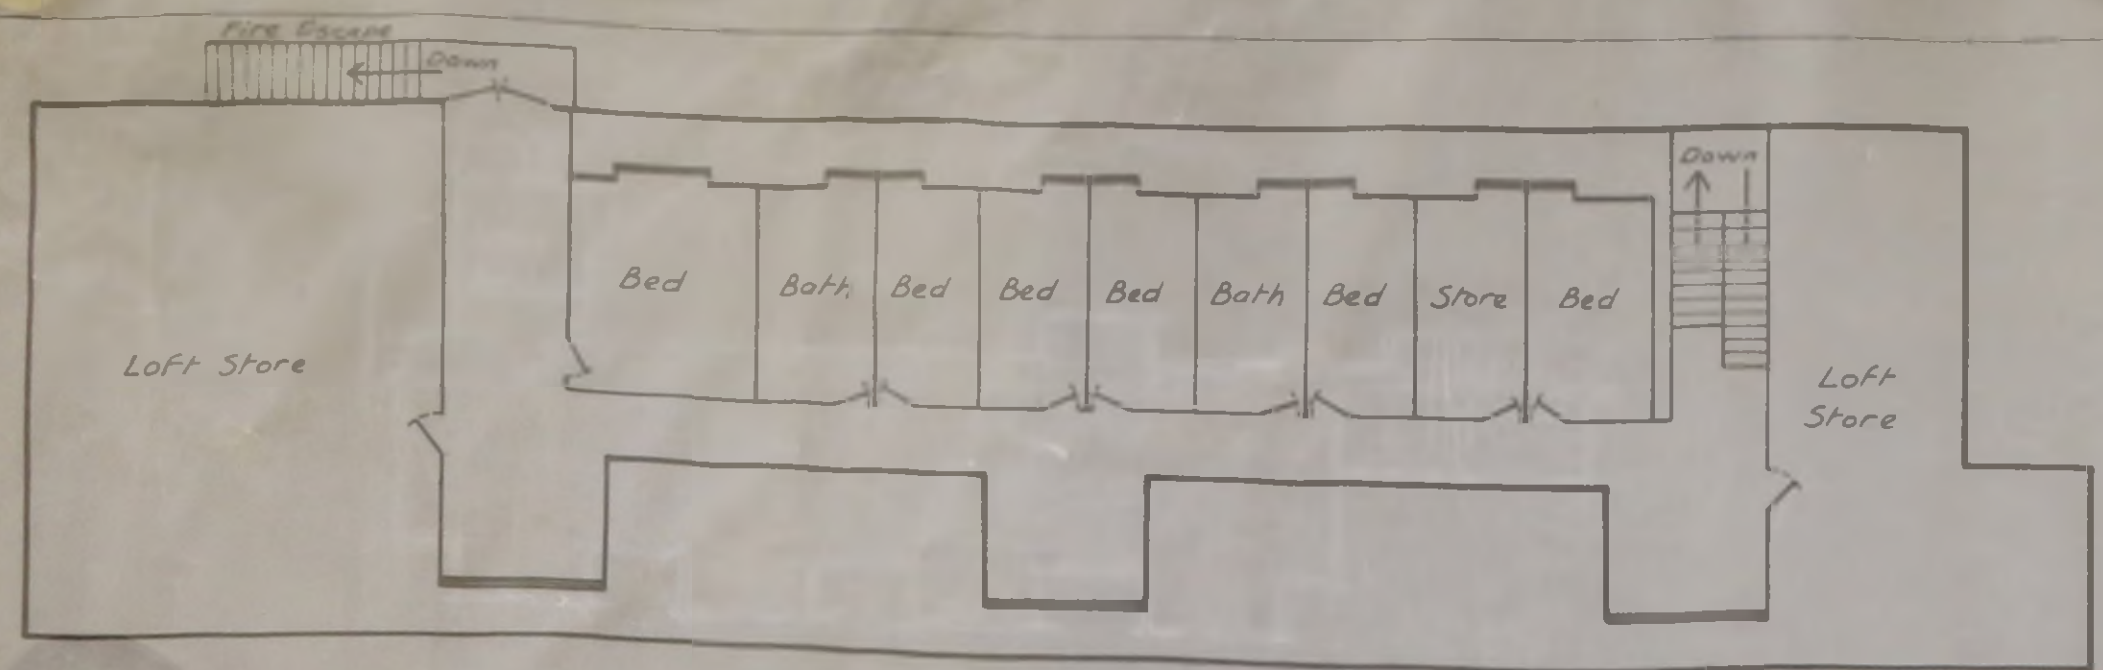 Fire Escape
Down
Down
Bed
Bath
Bed
Bed
Bed
Bath
Bed
Store
Bed
Loft Store
Loft
Store